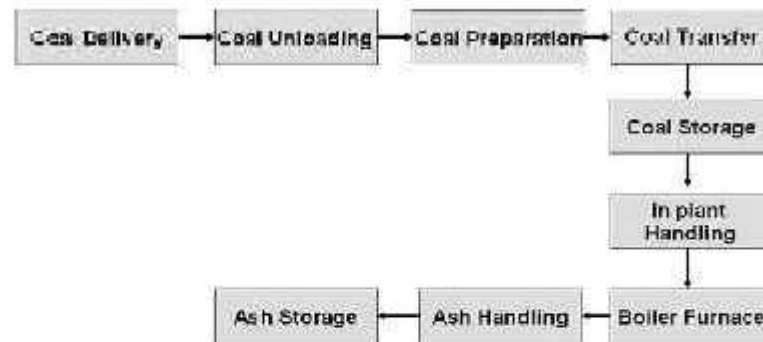 Coal Delivery
Coal Unloading
Coal Preparation
Coal Transfer
Coal Storage
In plant
Handling
Boiler Furnace
Ash Handling
Ash Storage